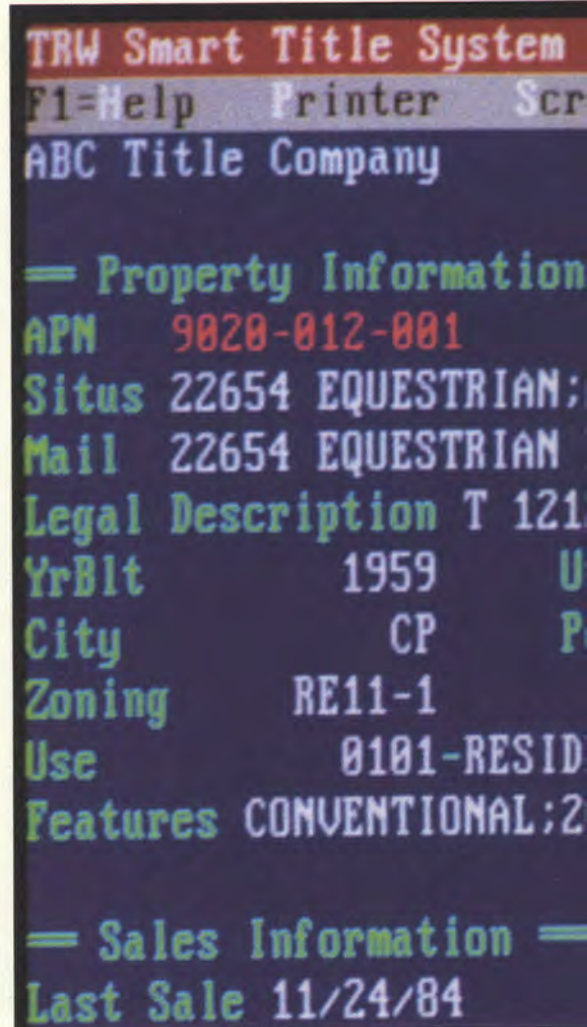 TRW Smart Title System
F1=Help Printer Scr
ABC Title Company
Property Information
APN 9020-012-001
Situs 22654 EQUESTRIAN;
Mail 22654 EQUESTRIAN
Legal Description T 121
YrBlt 1959 U
City CP P
Zoning RE11-1
Use 0101-RESID
Features CONVENTIONAL;2
Sales Information
Last Sale 11/24/84